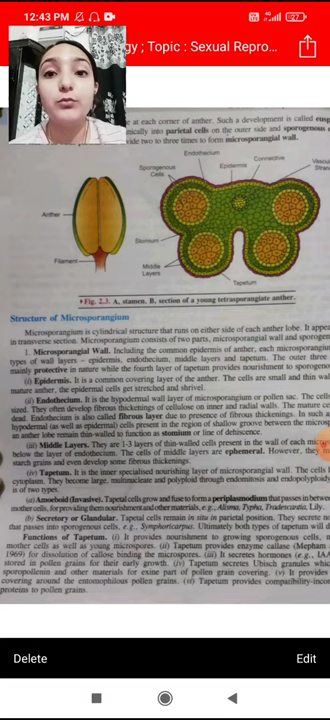 12:43 PM
4G
27
gy ; Topic : Sexual Repro...
e at each corner of anther. Such a development is called
nically into parietal cells on the outer side and sporogenous
vide two to three times to form microsporangial wall.
Endothecium
Sporogenous Cells
Epidermis
Connective
Anther
Stomium
Filament
Middle Layers
Tapetum
Fig. 2.3. A, stamen. B, section of a young tetrasporangiate anther.
Structure of Microsporangium
Microsporangium is cylindrical structure that runs on either side of each anther lobe. It
in transverse section. Microsporangium consists of two parts, microsporangial wall and
1. Microsporangial Wall. Including the common epidermis of anther, each
types of wall layers – epidermis, endothecium, middle layers and tapetum. The outer three
mainly protective in nature while the fourth layer of tapetum provides nourishment to
(i) Epidermis. It is a common covering layer of the anther. The cells are small and thin
mature anther, the epidermal cells get stretched and shrivel.
(ii) Endothecium. It is the hypodermal wall layer of microsporangium or pollen sac. The
sized. They often develop fibrous thickenings of cellulose on inner and radial walls. The mature
dead. Endothecium is also called fibrous layer due to presence of fibrous thickenings. In such
hypodermal (as well as epidermal) cells present in the region of shallow groove between the
an anther lobe remain thin-walled to function as stomium or line of dehiscence.
(iii) Middle Layers. They are 1-3 layers of thin-walled cells present in the wall of each
below the layer of endothecium. The cells of middle layers are ephemeral. However, they
starch grains and even develop some fibrous thickening.
(iv) Tapetum. It is the inner specialised nourishing layer of microsporangial wall. The cells
cytoplasm. They become large, multinucleate and polyploid through endomitosis and
is of two types.
(a) Amoeboid (Invasive). Tapetal cells grow and fuse to form a periplasmodium that passes in
mother cells, for providing them nourishment and other materials, e.g., Alisma, Typha, Tradescantia, Lily.
(b) Secretory or Glandular. Tapetal cells remain in situ in parietal position. They secrete
that passes into sporogenous cells, e.g., Ultimately both types of tapetums will
Functions of Tapetum. (i) It provides nourishment to growing sporogenous cells,
mother cells as well as young microspores. (ii) Tapetum provides enzyme callase (Mepham
1969) for dissolution of callose binding the microspores. (iii) It secretes hormones (e.g., IAA
stored in pollen grains for their early growth. (iv) Tapetum secretes Ubisch granules which
sporopollenin and other materials for exine part of pollen grain covering. (v) It provides
covering around the entomophilous pollen grains. (vi) Tapetum provides
proteins to pollen grains.
Delete
Edit